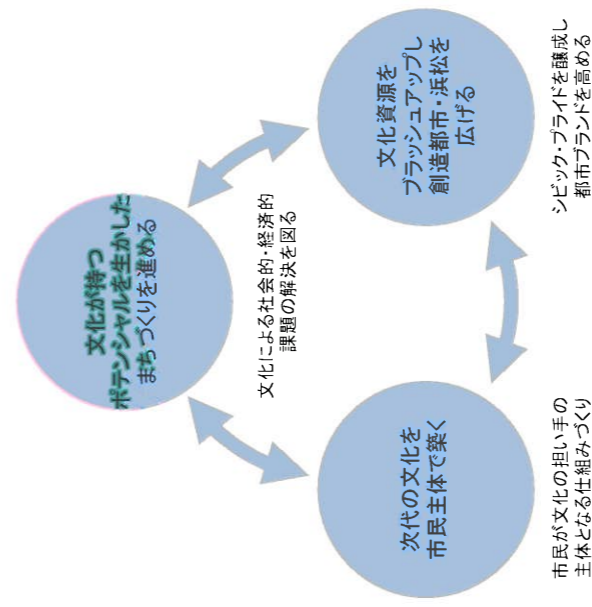 文化が持つ
ポテンシャルを生かした
まちづくりを進める
文化による社会的・経済的
課題の解決を図る
次代の文化を
市民主体で築く
市民が文化の担い手の
主体となる仕組みづくり
文化資源を
ブラッシュアップし
創造都市・浜松を
広げる
シビック・プライドを醸成し
都市ブランドを高める